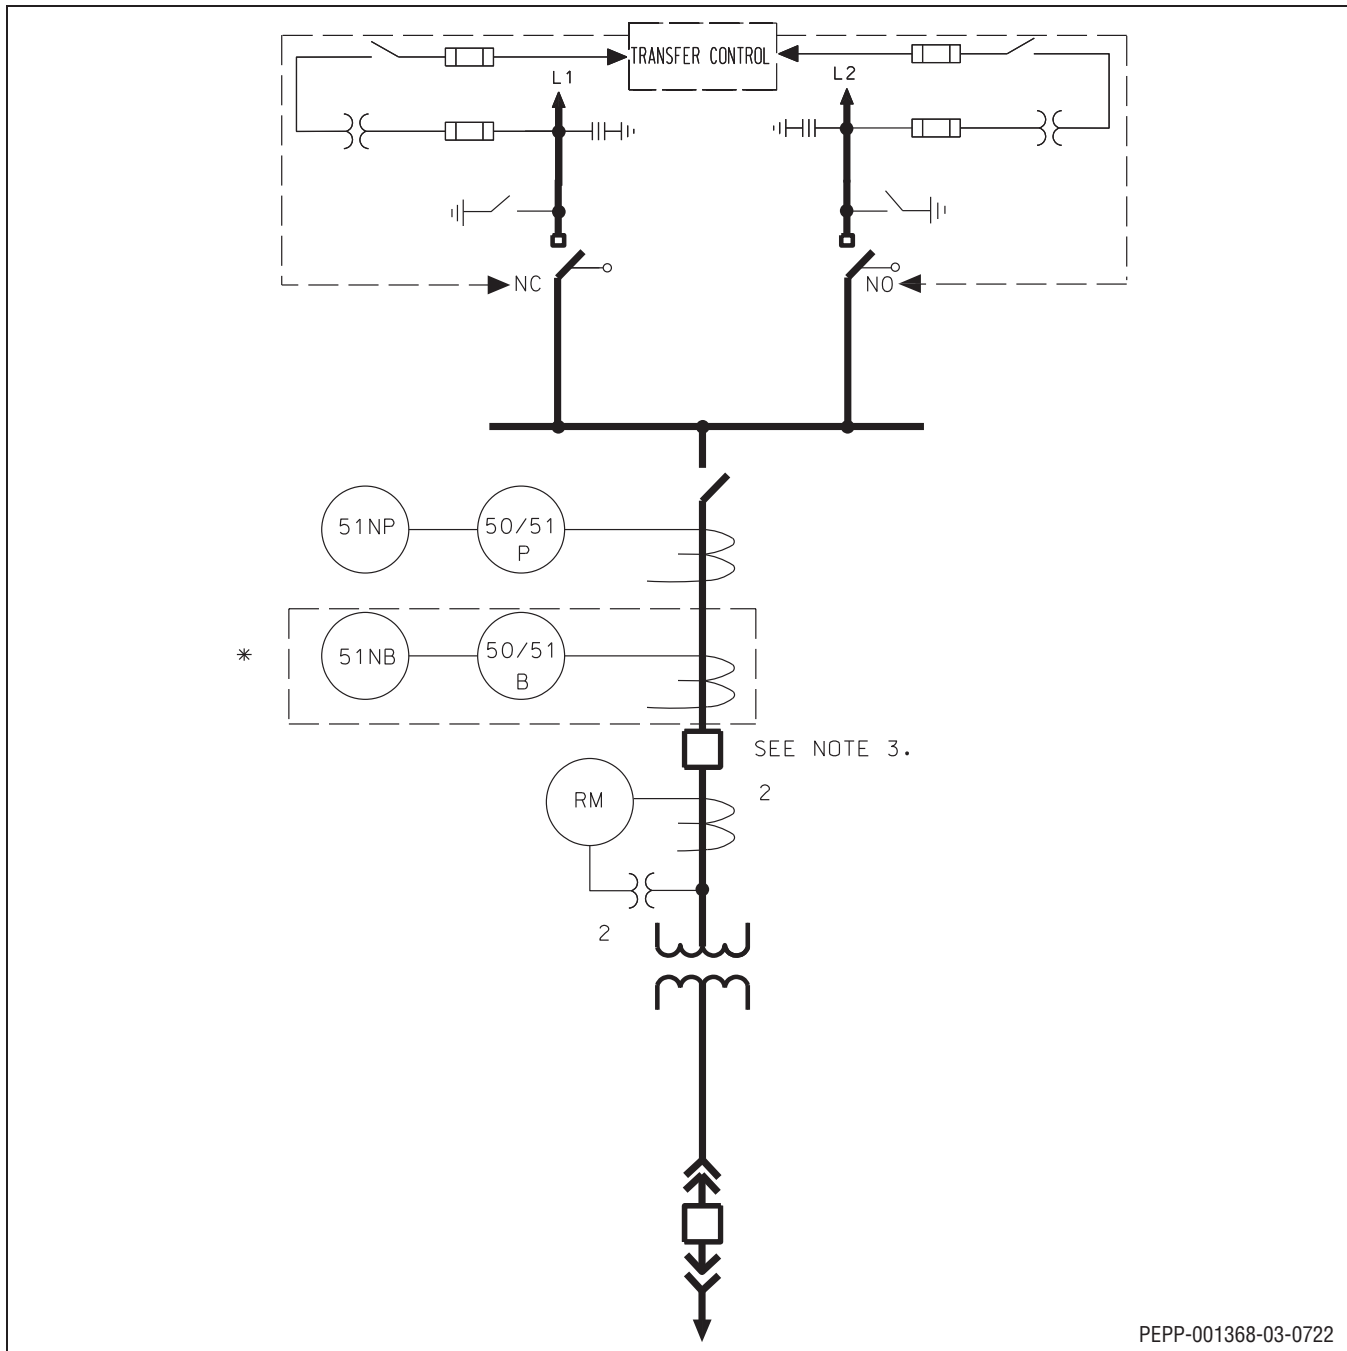 TRANSFER CONTROL
L1
L2
NC
NO
51NP
50/51
P
*
51NB
50/51
B
SEE NOTE 3.
2
RM
2
PEPP-001368-03-0722